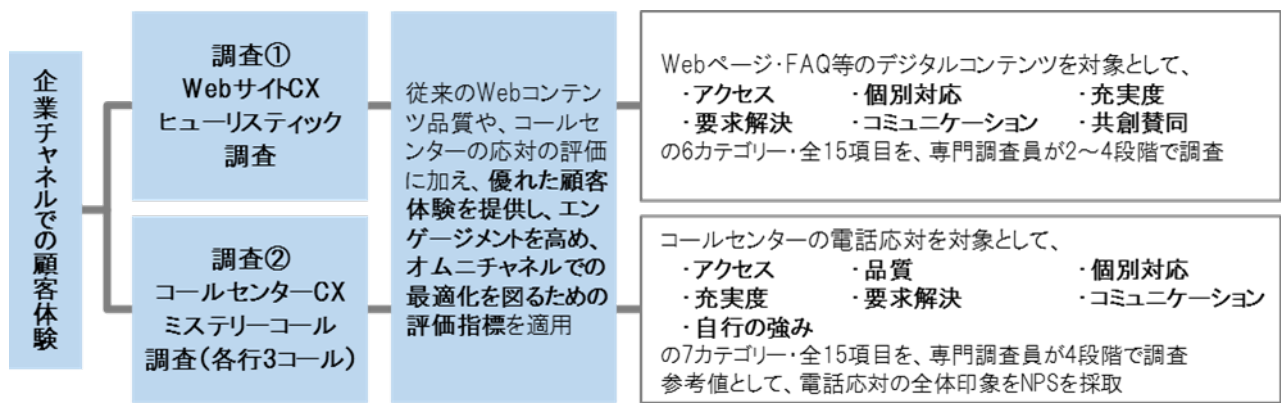 企業チャネルでの顧客体験
調査①
WebサイトCX
ヒューリスティック
調査
調査②
コールセンターCX
ミステリーコール
調査(各行3コール)
従来のWebコンテン
ツ品質や、コールセ
ンターの応対の評価
に加え、優れた顧客
体験を提供し、エン
ゲージメントを高め、
オムニチャネルでの
最適化を図るための
評価指標を適用
Webページ・FAQ等のデジタルコンテンツを対象として、
・アクセス ・個別対応 ・充実度
・要求解決 ・コミュニケーション ・共創賛同
の6カテゴリー・全15項目を、専門調査員が2～4段階で調査
コールセンターの電話応対を対象として、
・アクセス ・品質 ・個別対応
・充実度 ・要求解決 ・コミュニケーション
・自行の強み
の7カテゴリー・全15項目を、専門調査員が4段階で調査
参考値として、電話応対の全体印象をNPSを採取